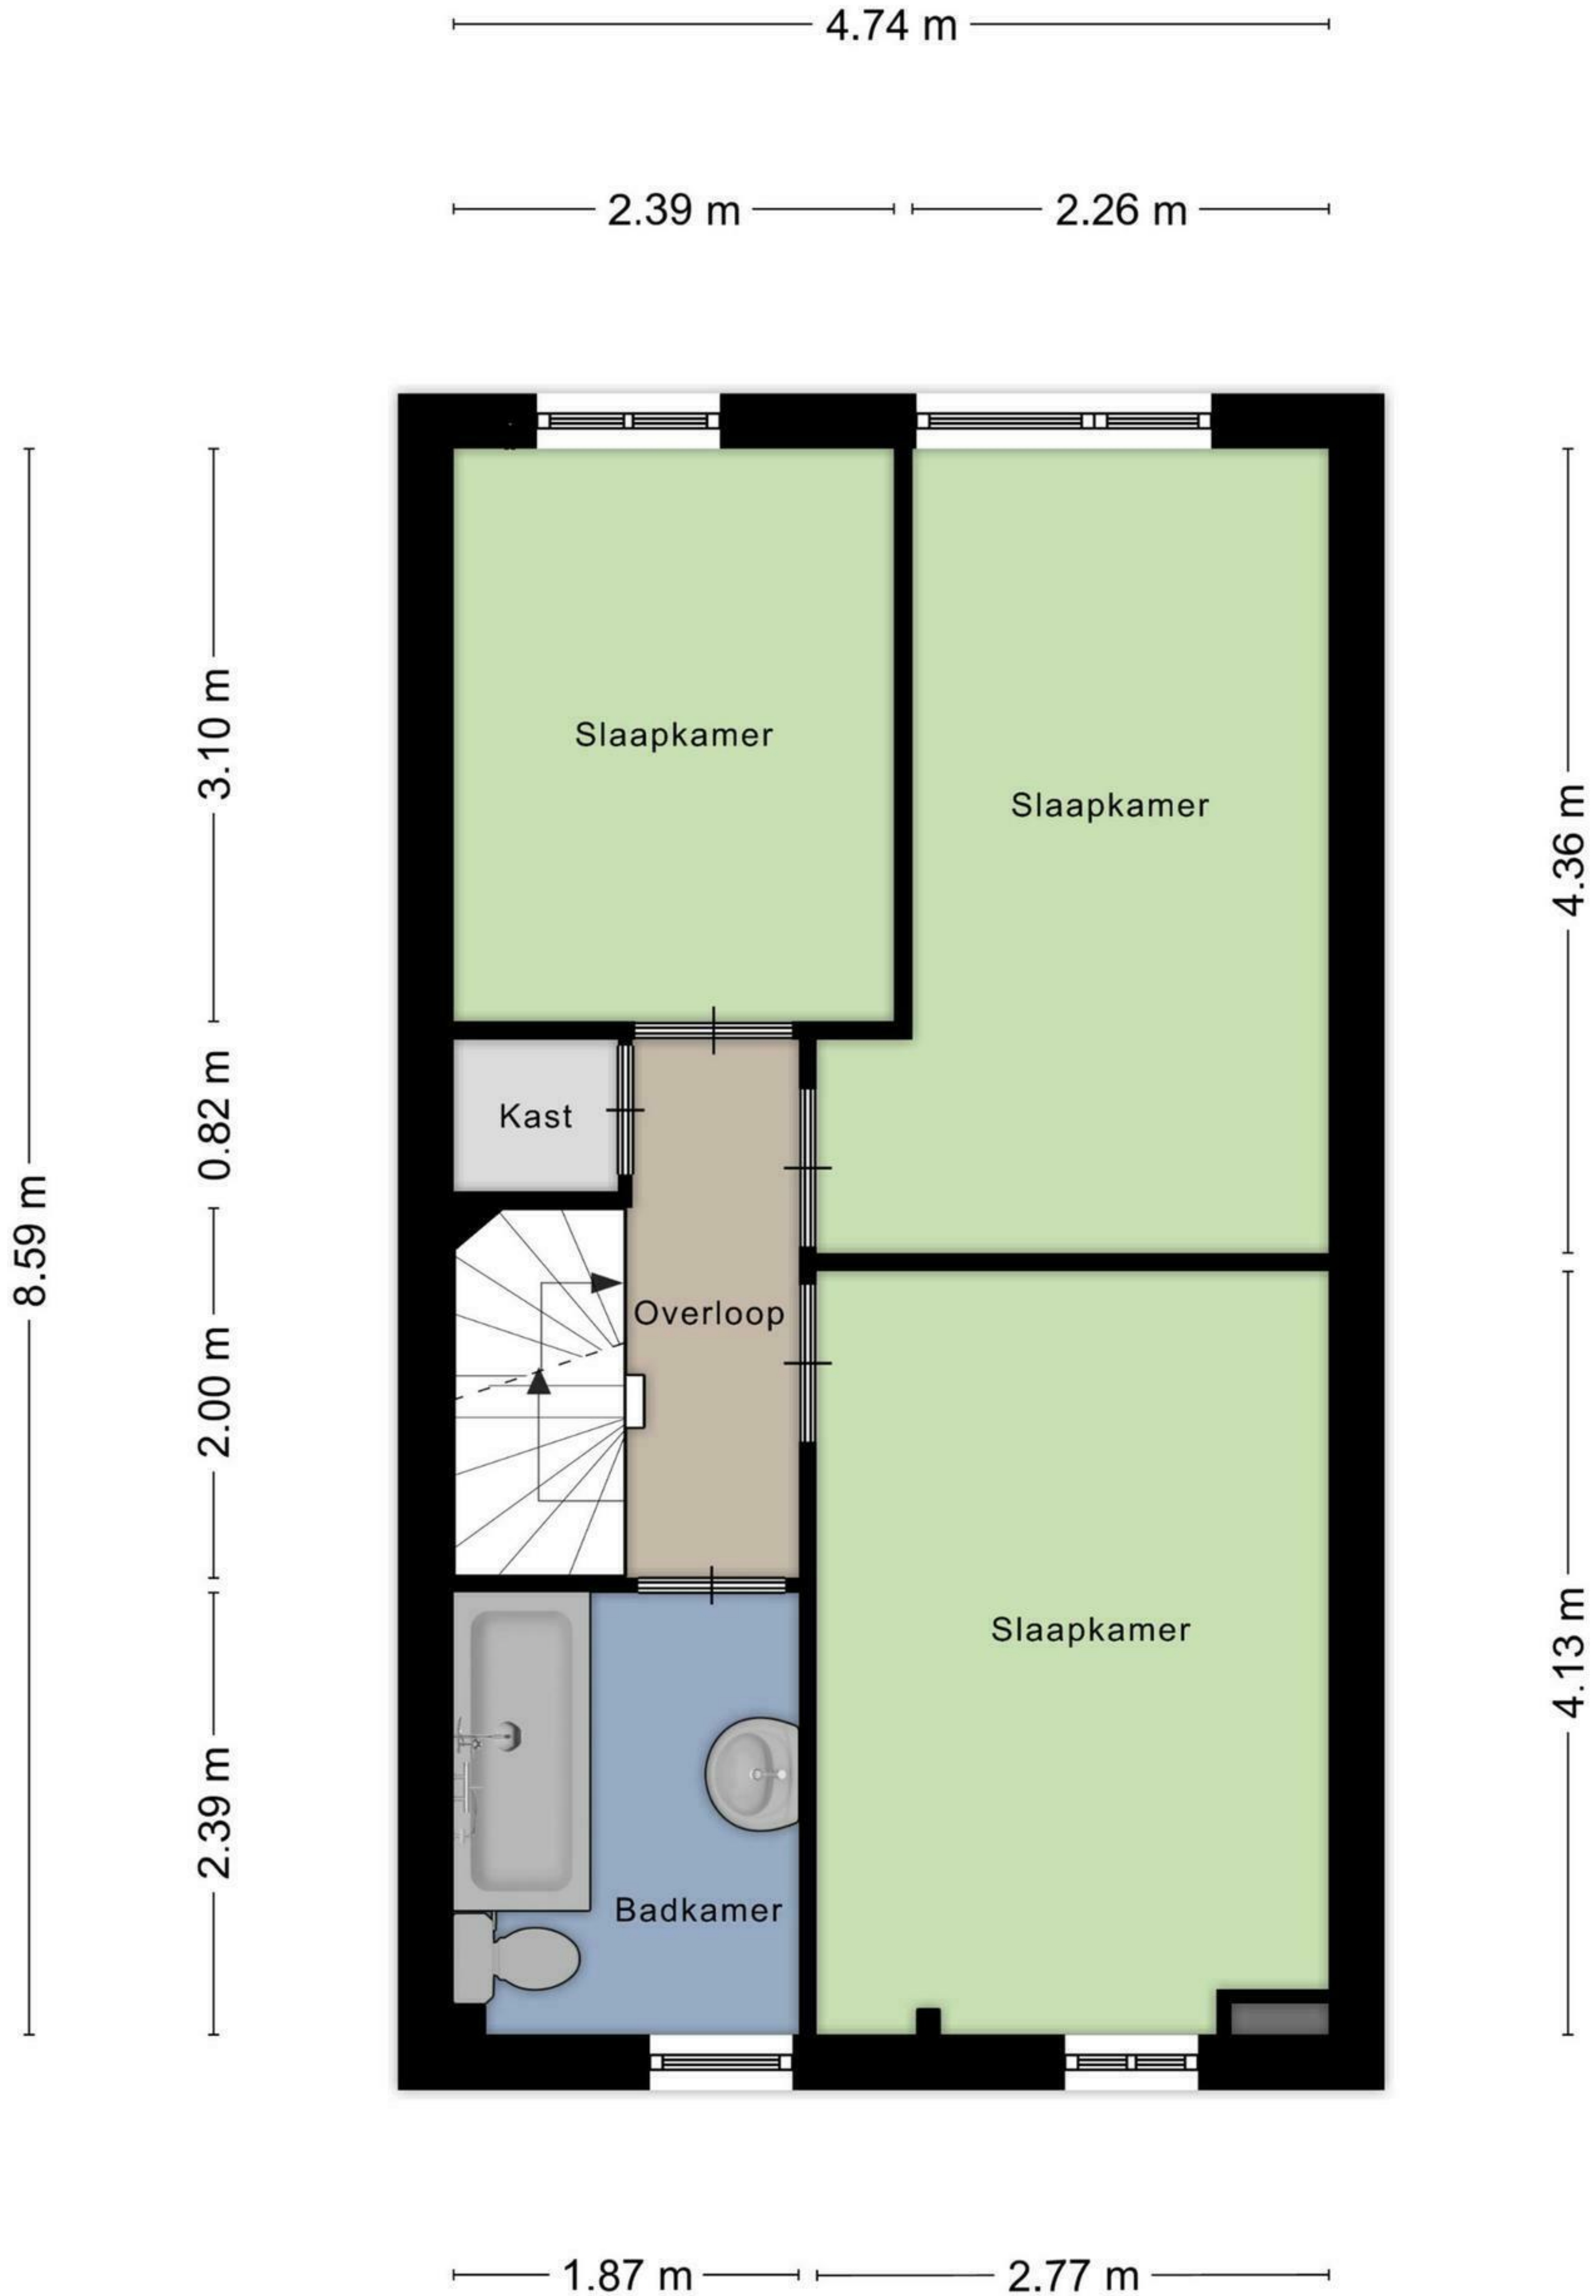 4.74 m
2.39 m
2.26 m
3.10 m
0.82 m
2.00 m
2.39 m
8.59 m
4.36 m
4.13 m
Slaapkamer
Slaapkamer
Kast
Overloop
Slaapkamer
Badkamer
1.87 m
2.77 m